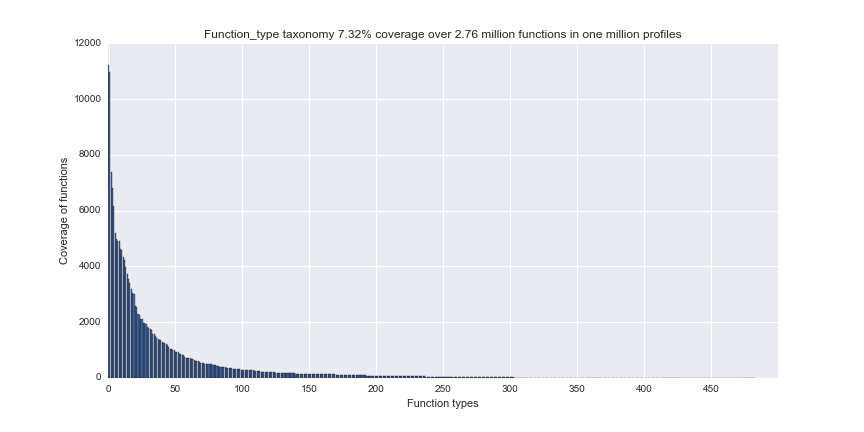 Function_type taxonomy 7.32% coverage over 2.76 million functions in one million profiles
12000
10000
8000
6000
4000
2000
0
Coverage of functions
0 50 100 150 200 250 300 350 400 450
Function types